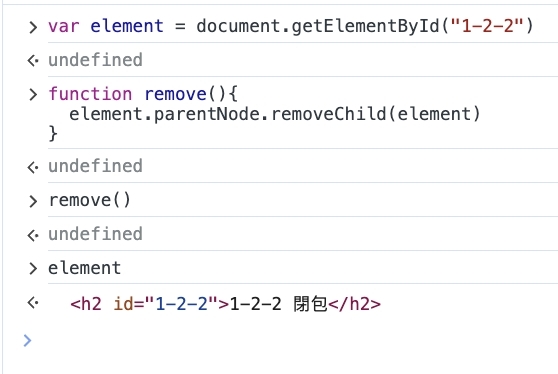 > var element = document.getElementById("1-2-2")
<· undefined
> function remove(){
element.parentNode.removeChild(element)
}
<· undefined
> remove()
<· undefined
> element
<· <h2 id="1-2-2">1-2-2 閉包</h2>
>